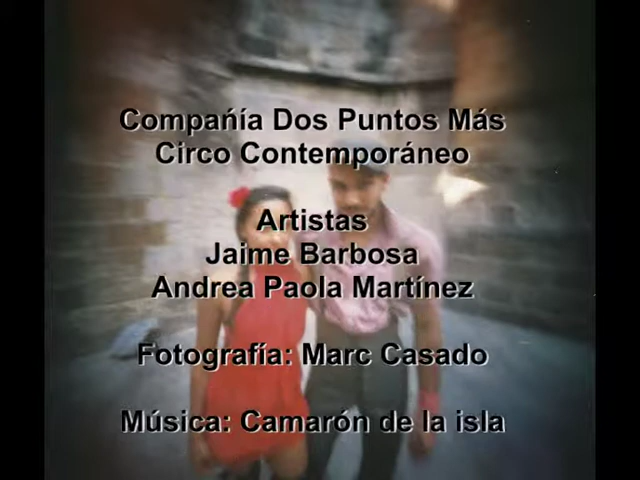 Compańía Dos Puntos Más
Circo Contemporáneo
Artistas
Jaime Barbosa
Andrea Paola Martínez
Fotografía: Marc Casado
Música: Camarón de la isla